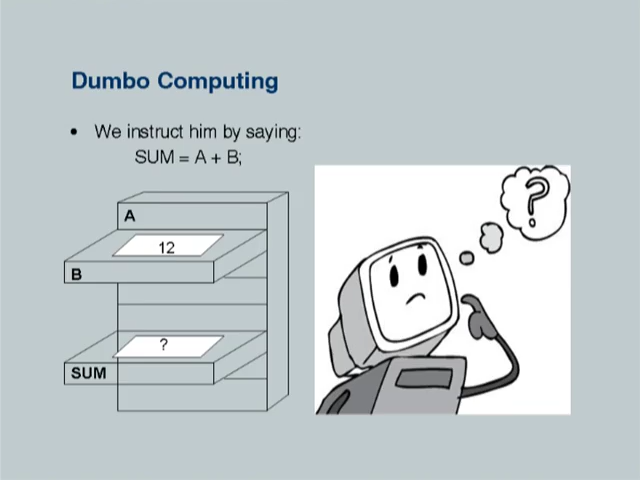 Dumbo Computing
• We instruct him by saying:
SUM = A + B;
A
12
B
?
SUM
?